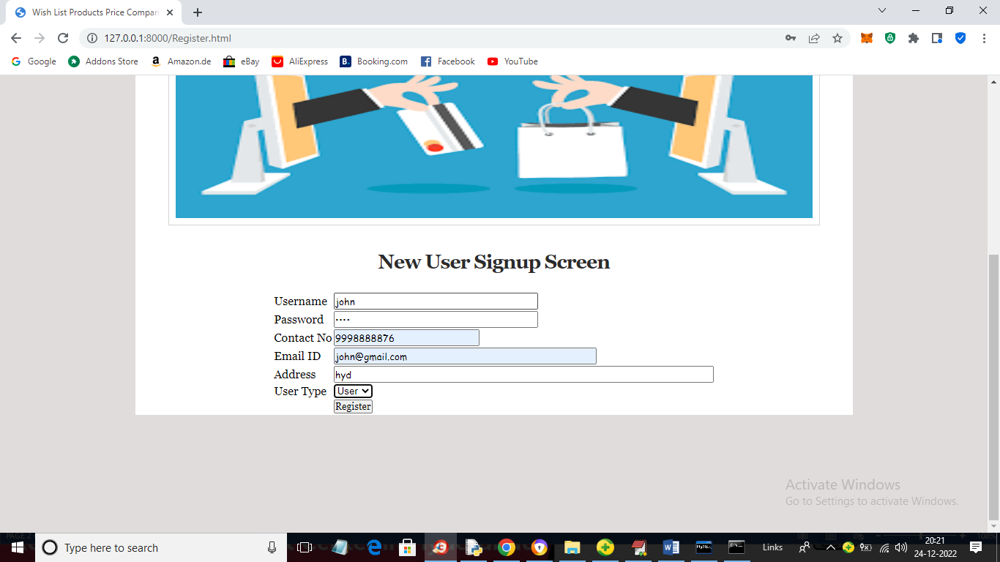 Wish List Products Price Compari
127.0.0.1:8000/Register.html
Google Addons Store Amazon.de eBay AliExpress Booking.com Facebook YouTube
New User Signup Screen
Username john
Password ····
Contact No 9998888876
Email ID john@gmail.com
Address hyd
User Type User
Register
Activate Windows
Go to Settings to activate Windows.
Type here to search
Links
20:21
24-12-2022